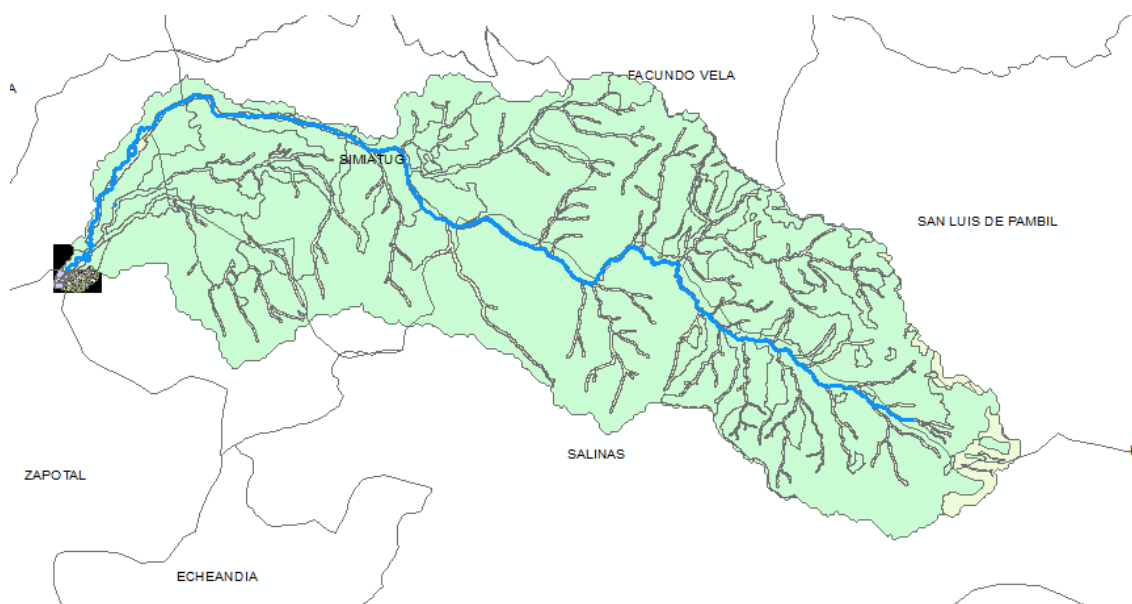 FACUNDO VELA
A
SIMIATUG
SAN LUIS DE PAMBIL
SALINAS
ZAPOTAL
ECHEANDIA